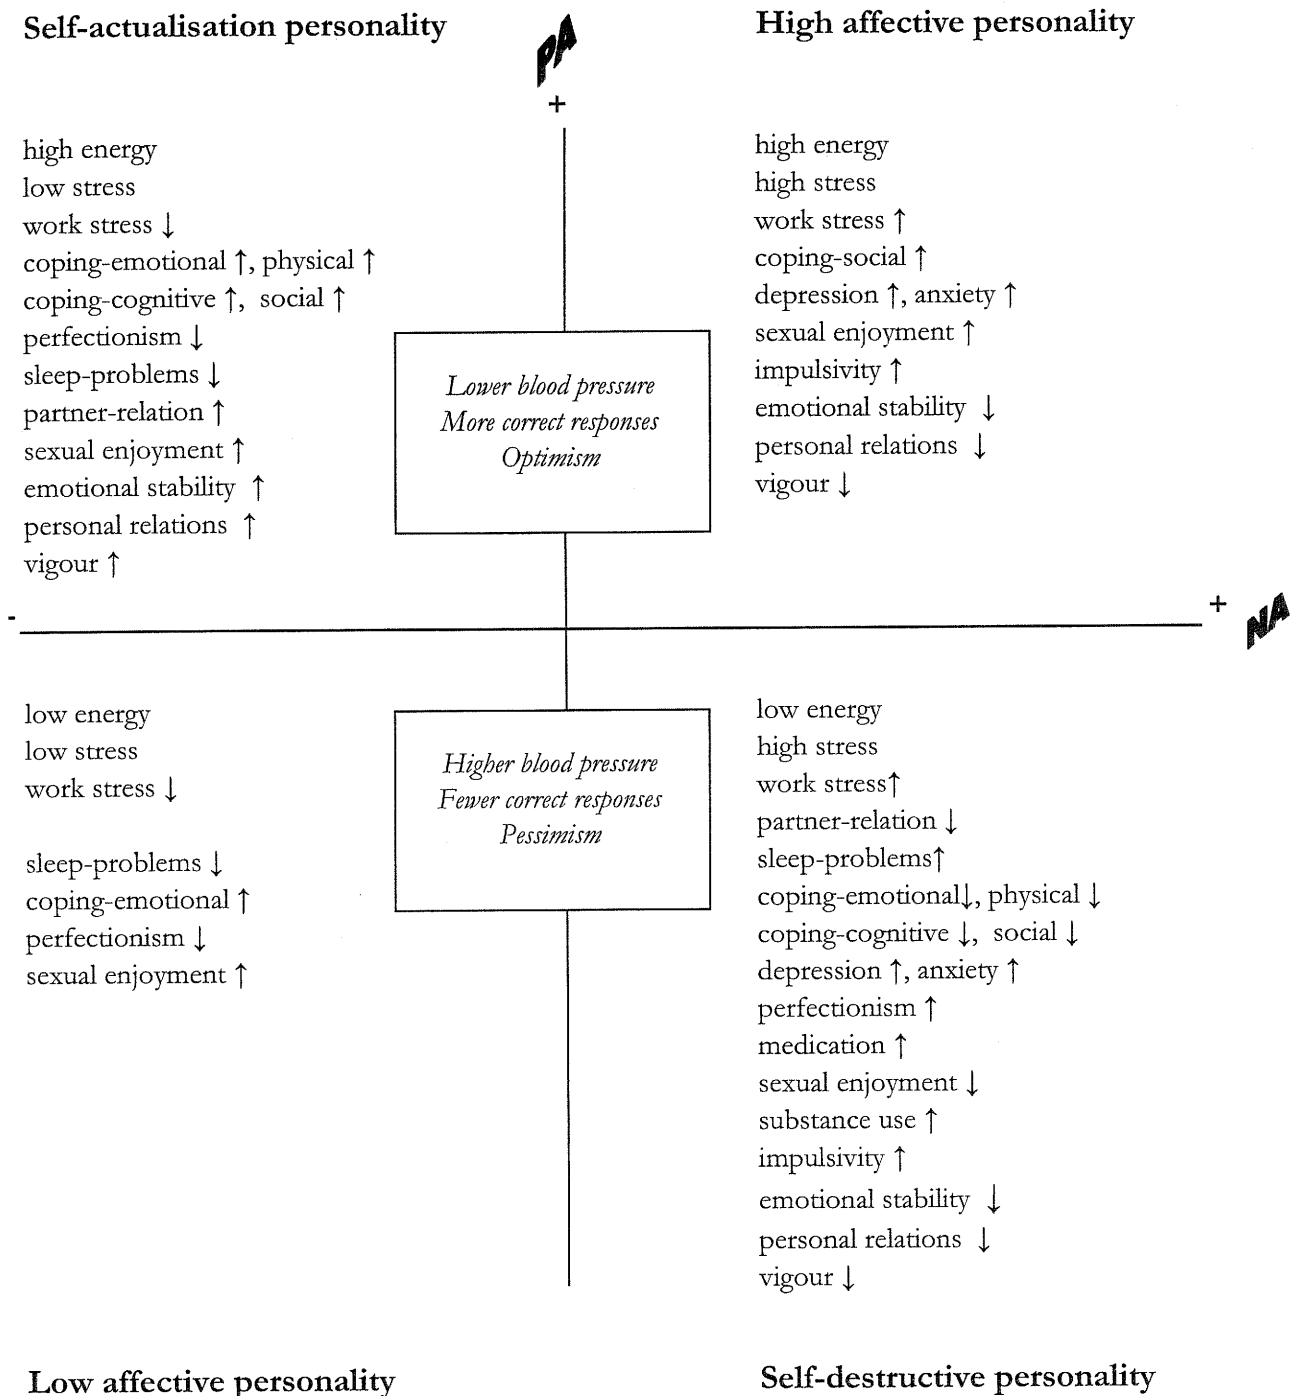 Self-actualisation personality
High affective personality
PA
+
high energy
low stress
work stress ↓
coping-emotional ↑, physical ↑
coping-cognitive ↑, social ↑
perfectionism ↓
sleep-problems ↓
partner-relation ↑
sexual enjoyment ↑
emotional stability ↑
personal relations ↑
vigour ↑
Lower blood pressure
More correct responses
Optimism
high energy
high stress
work stress ↑
coping-social ↑
depression ↑, anxiety ↑
sexual enjoyment ↑
impulsivity ↑
emotional stability ↓
personal relations ↓
vigour ↓
-
+
NA
low energy
low stress
work stress ↓
sleep-problems ↓
coping-emotional ↑
perfectionism ↓
sexual enjoyment ↑
Higher blood pressure
Fewer correct responses
Pessimism
low energy
high stress
work stress↑
partner-relation ↓
sleep-problems↑
coping-emotional↓, physical ↓
coping-cognitive ↓, social ↓
depression ↑, anxiety ↑
perfectionism ↑
medication ↑
sexual enjoyment ↓
substance use ↑
impulsivity ↑
emotional stability ↓
personal relations ↓
vigour ↓
Low affective personality
Self-destructive personality